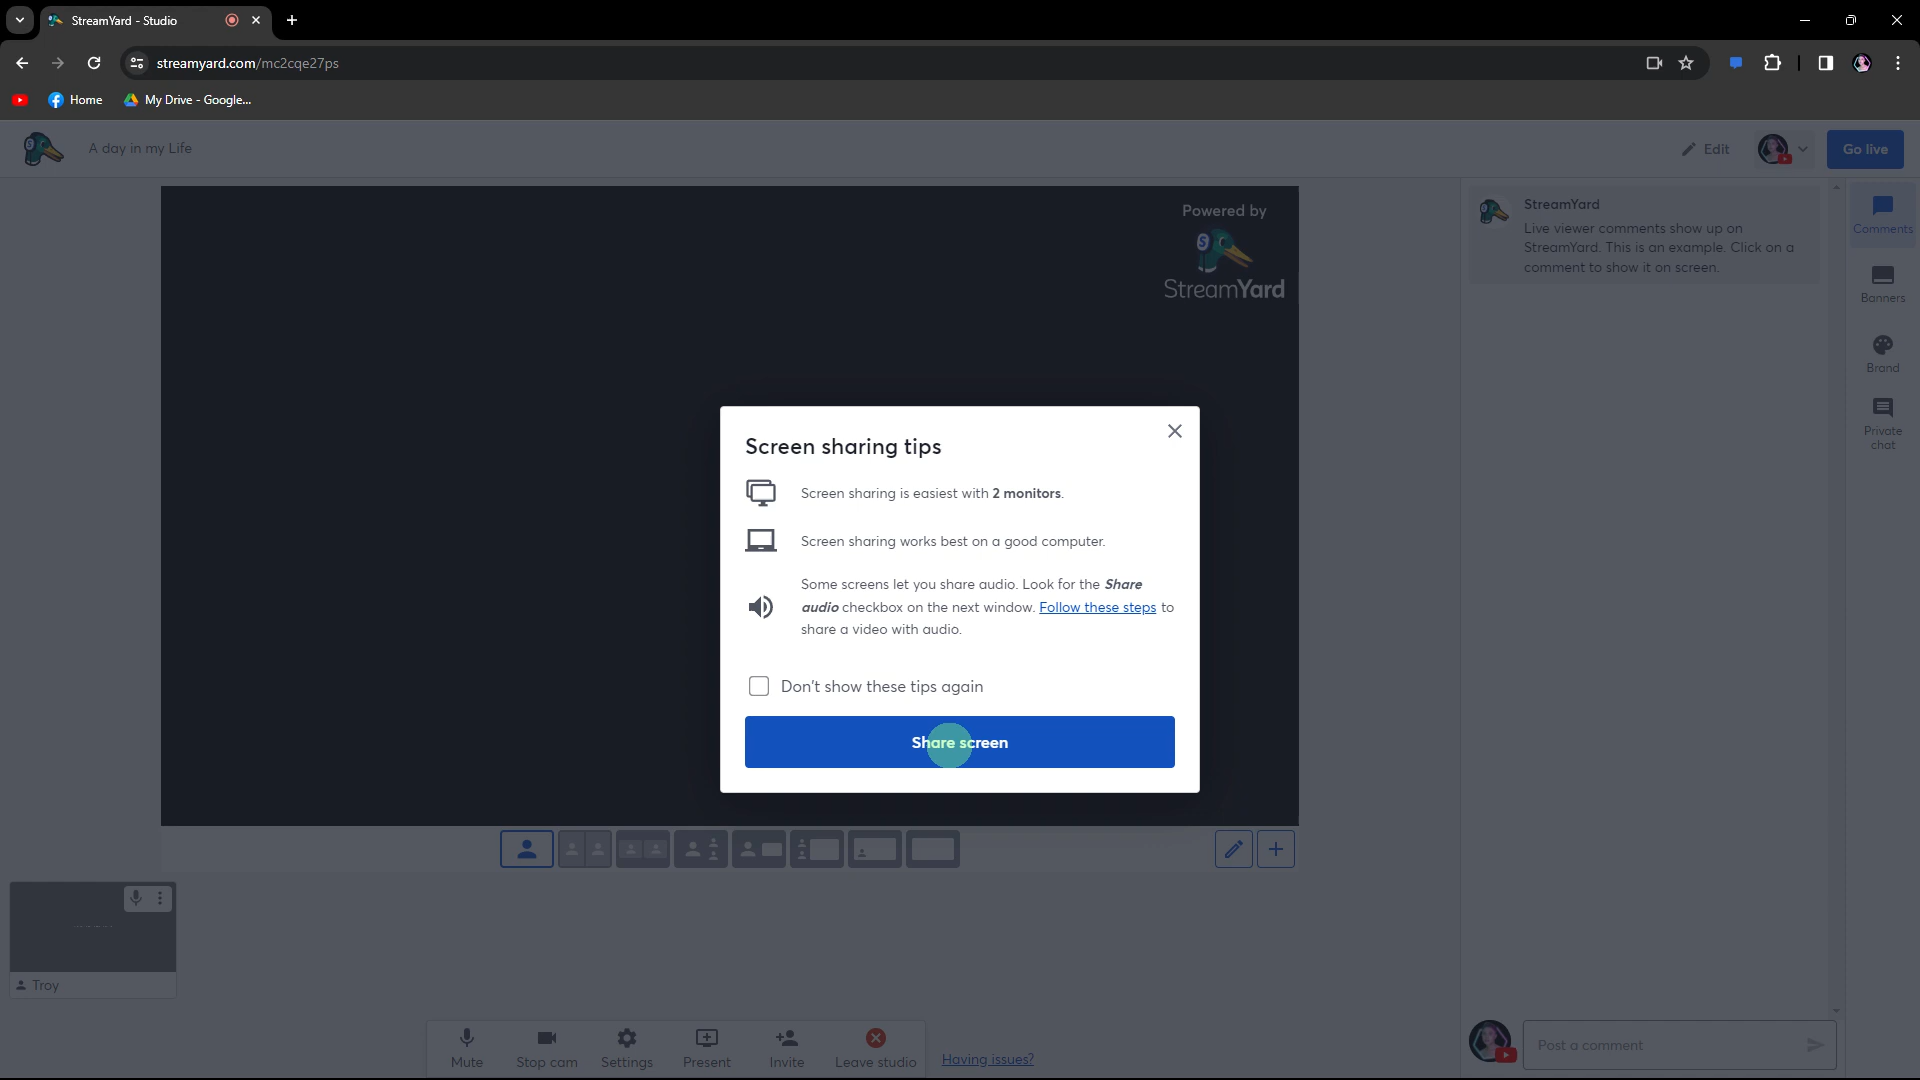 StreamYard - Studio
streamyard.com/mc2cqe27ps
Home
My Drive - Google...
A day in my Life
Edit
Go live
Powered by
StreamYard
StreamYard
Live viewer comments show up on
StreamYard. This is an example. Click on a
comment to show it on screen.
Comments
Banners
Brand
Private
chat
Screen sharing tips
Screen sharing is easiest with 2 monitors.
Screen sharing works best on a good computer.
Some screens let you share audio. Look for the Share
audio checkbox on the next window. Follow these steps to
share a video with audio.
Don't show these tips again
Share screen
Troy
Mute
Stop cam
Settings
Present
Invite
Leave studio
Having issues?
Post a comment